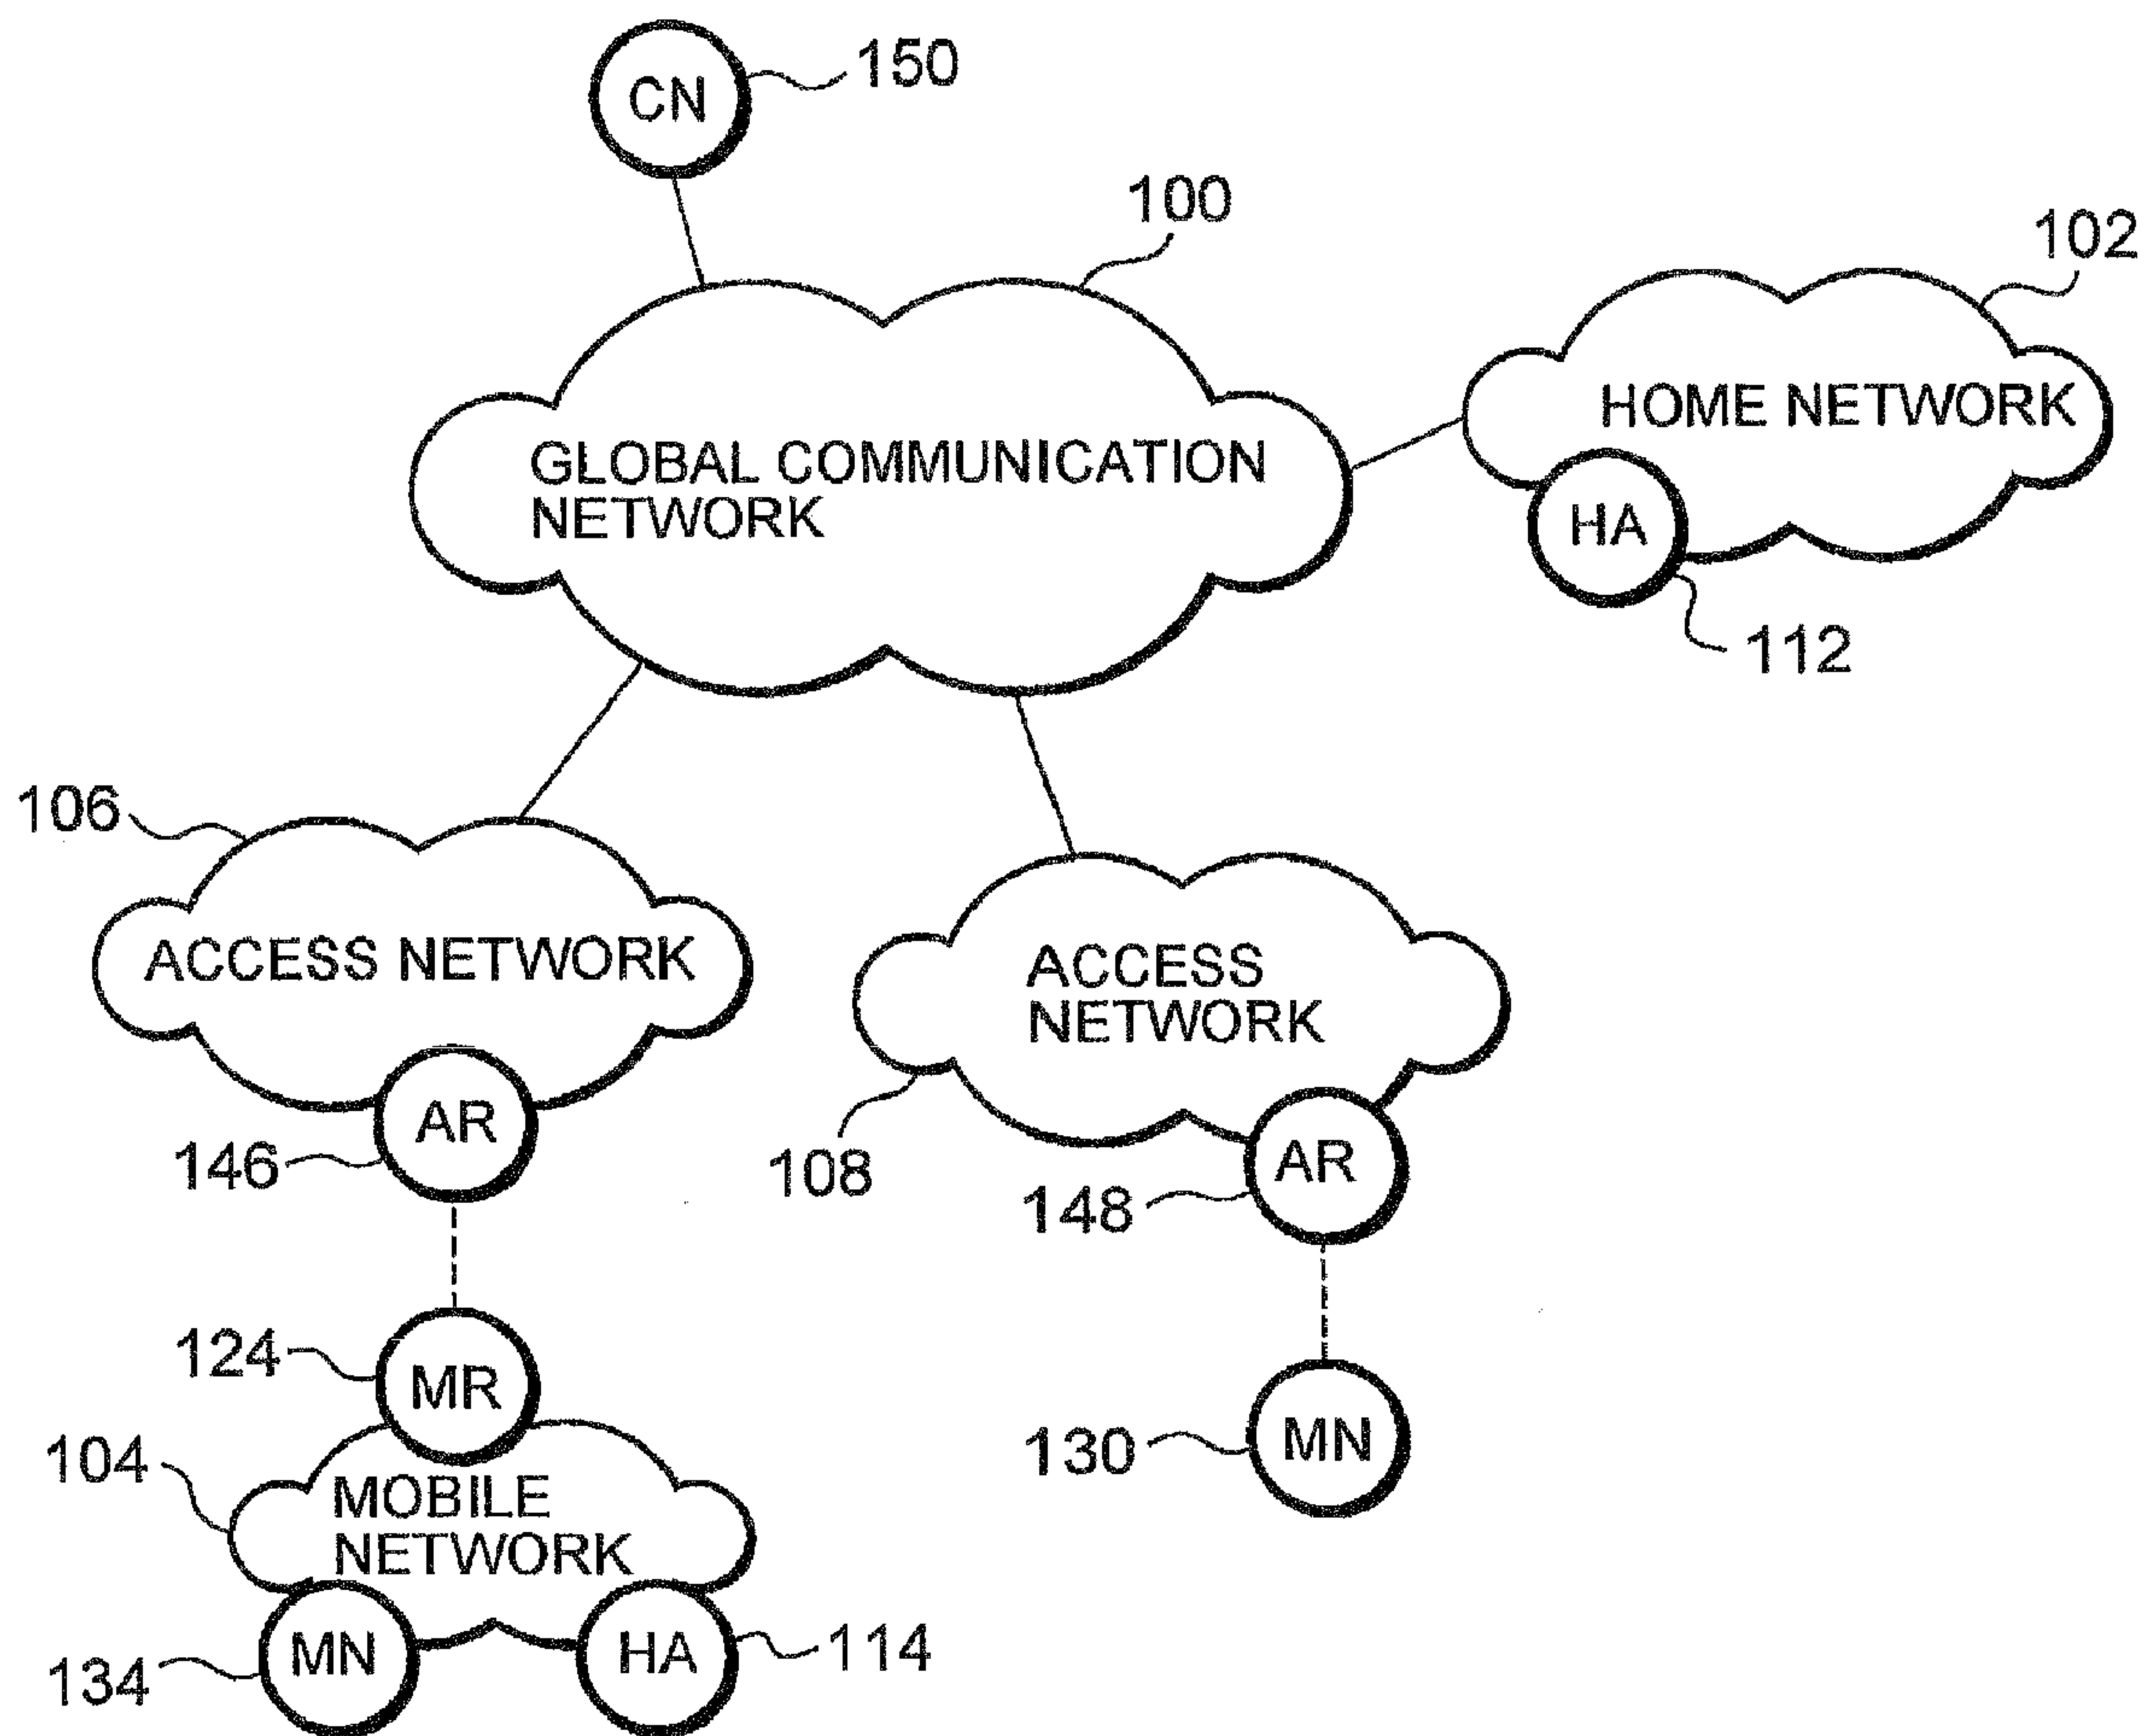 CN
150
100
102
GLOBAL COMMUNICATION
NETWORK
HOME NETWORK
HA
112
106
ACCESS NETWORK
ACCESS
NETWORK
AR
146
108
AR
148
124
MR
104
MOBILE
NETWORK
130
MN
134
MN
HA
114